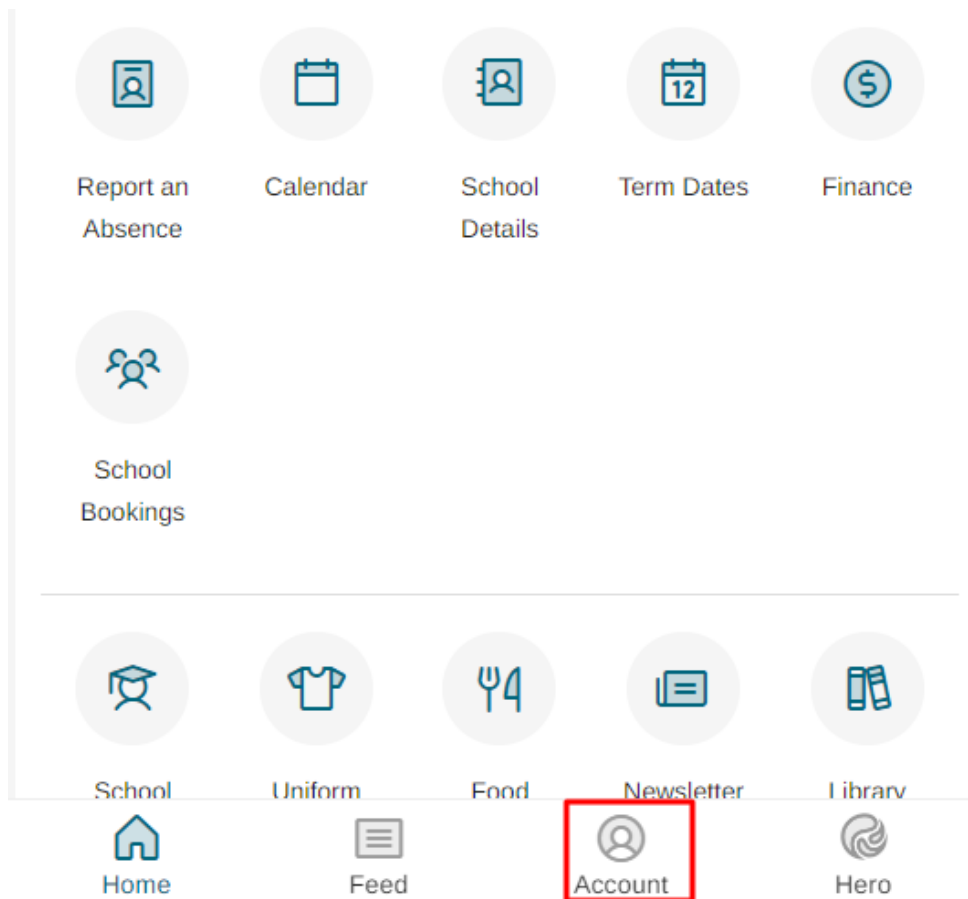 12
Report an Calendar School Term Dates Finance
Absence Details
School
Bookings
School Uniform Food Newsletter Library
Home Feed Account Hero